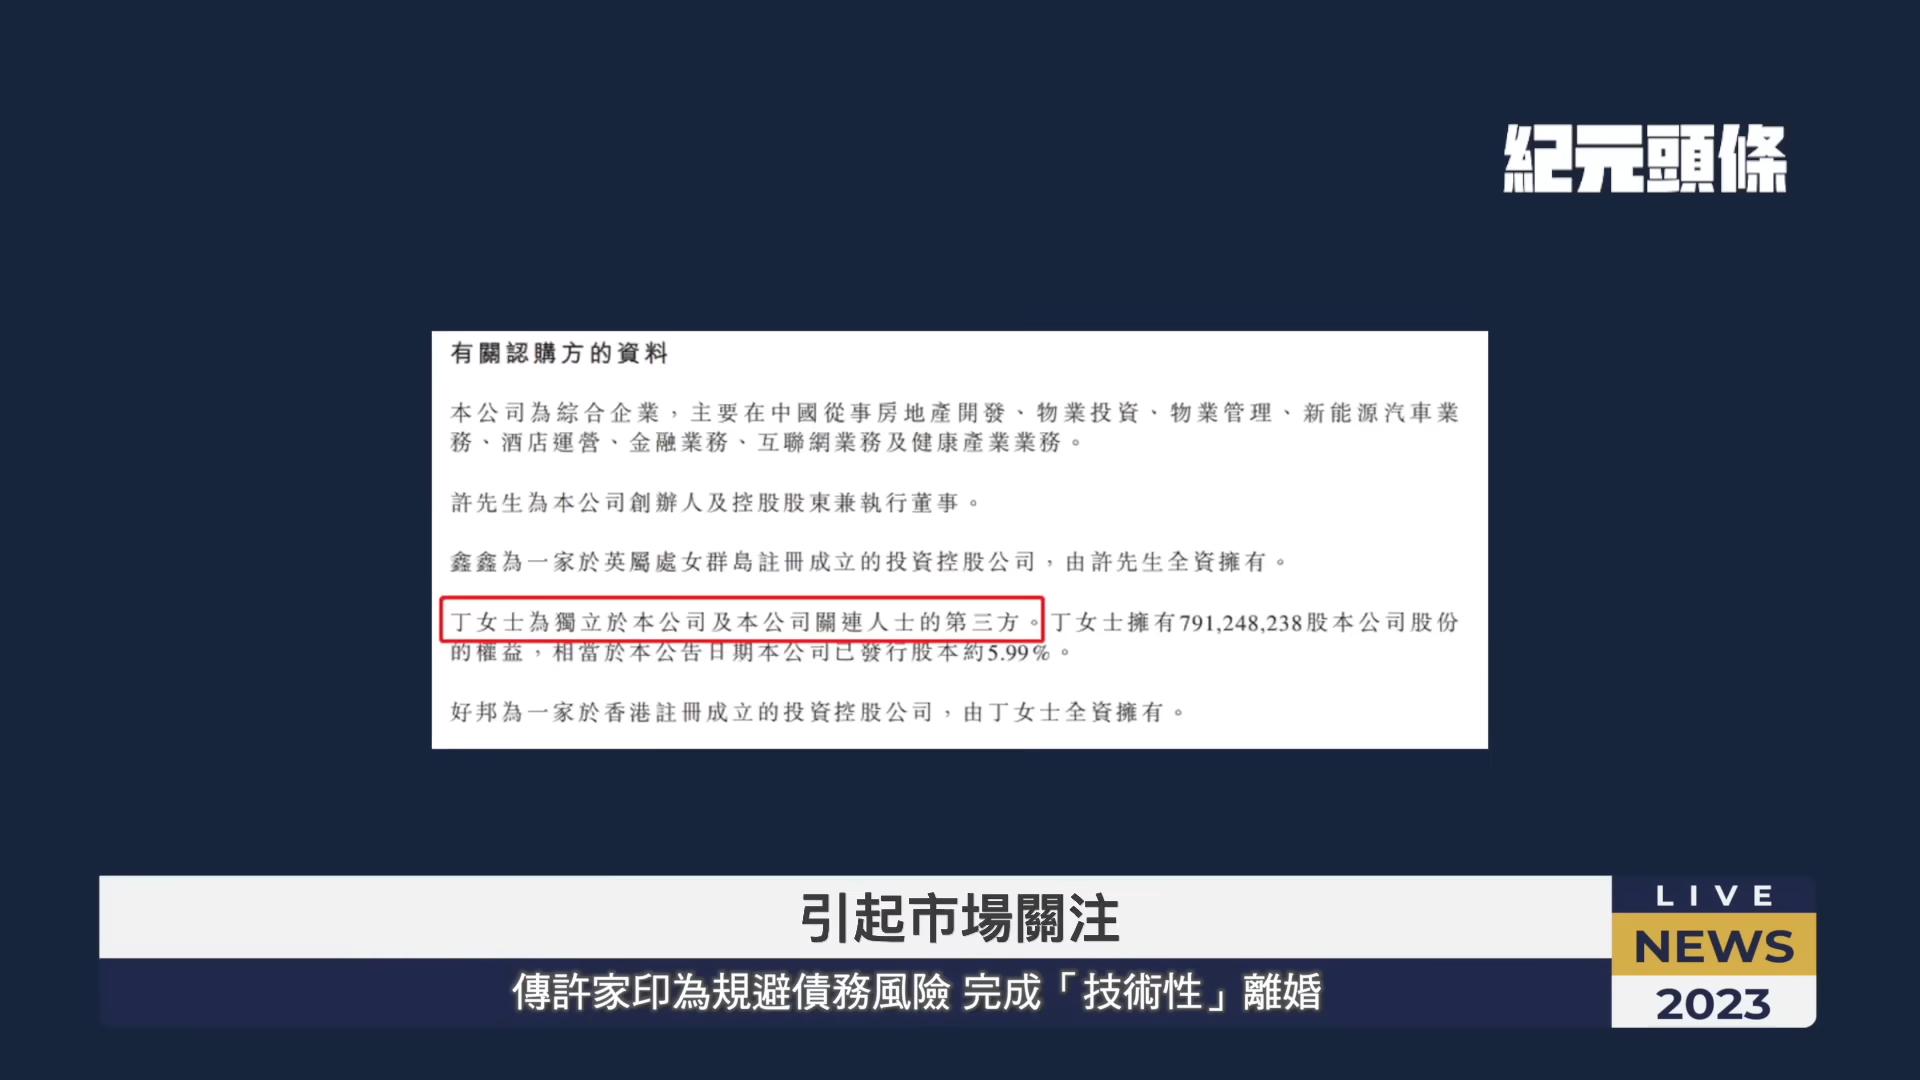 紀元頭條
有關認購方的資料
本公司為綜合企業，主要在中國從事房地產開發、物業投資、物業管理、新能源汽車業
務、酒店運營、金融業務、互聯網業務及健康產業業務。
許先生為本公司創辦人及控股股東兼執行董事。
鑫鑫為一家於英屬處女群島註冊成立的投資控股公司，由許先生全資擁有。
丁女士為獨立於本公司及本公司關連人士的第三方。丁女士擁有791,248,238股本公司股份
的權益，相當於本公告日期本公司已發行股本約5.99%。
好邦為一家於香港註冊成立的投資控股公司，由丁女士全資擁有。
引起市場關注
傳許家印為規避債務風險 完成「技術性」離婚
LIVE
NEWS
2023